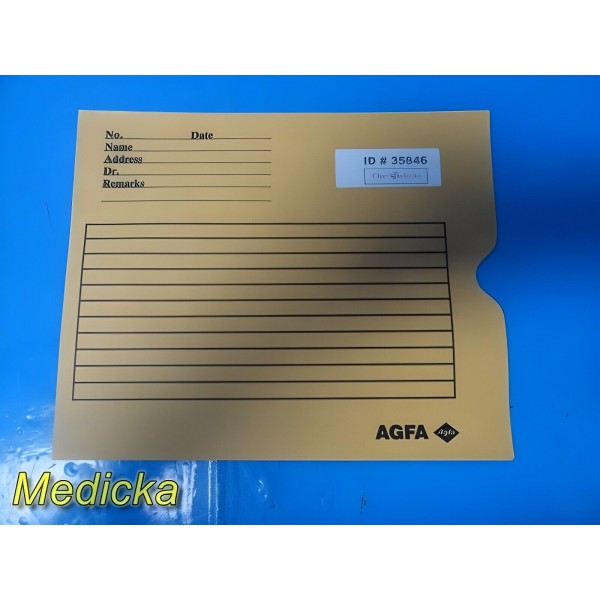 No. Date
Name
Address
Dr.
Remarks
ID # 35846
AGFA Agfa
Medicka